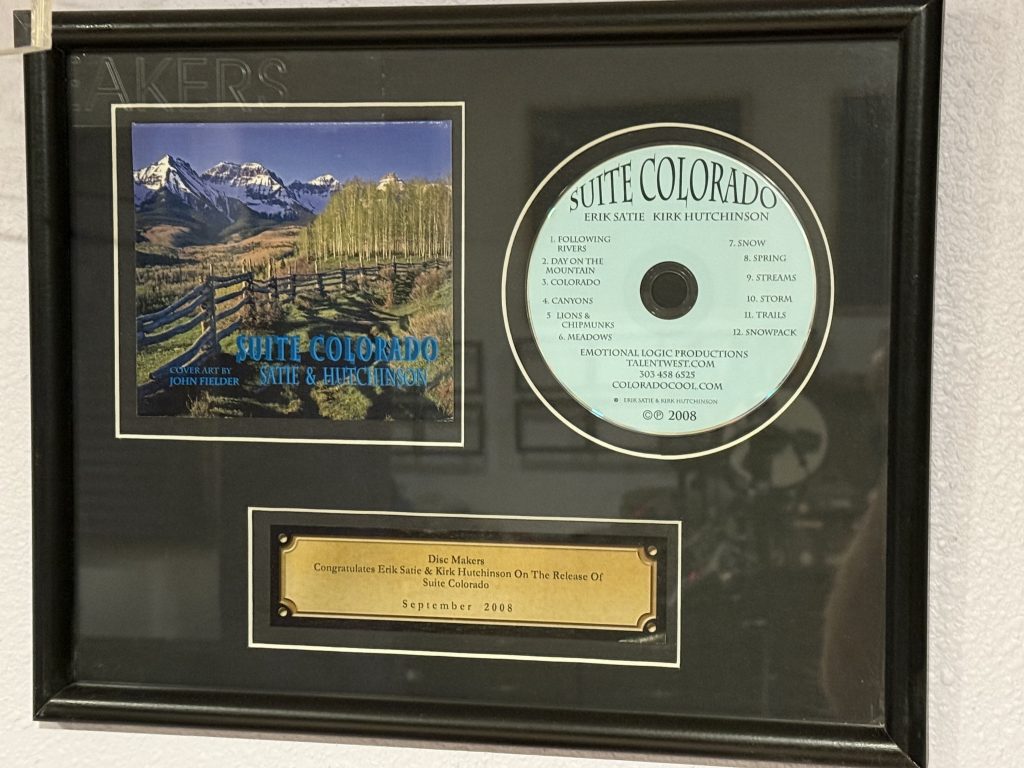 AKERS
SUITE COLORADO
SATIE & HUTCHINSON
COVER ART BY
JOHN FIELDER
SUITE COLORADO
ERIK SATIE KIRK HUTCHINSON
1. FOLLOWING
RIVERS
2. DAY ON THE
MOUNTAIN
3. COLORADO
4. CANYONS
5 LIONS &
CHIPMUNKS
6. MEADOWS
7. SNOW
8. SPRING
9. STREAMS
10. STORM
11. TRAILS
12. SNOWPACK
EMOTIONAL LOGIC PRODUCTIONS
TALENTWEST.COM
303 458 6525
COLORADOCOOL.COM
℗ ERIK SATIE & KIRK HUTCHINSON
©℗ 2008
Disc Makers
Congratulates Erik Satie & Kirk Hutchinson On The Release Of
Suite Colorado
September 2008